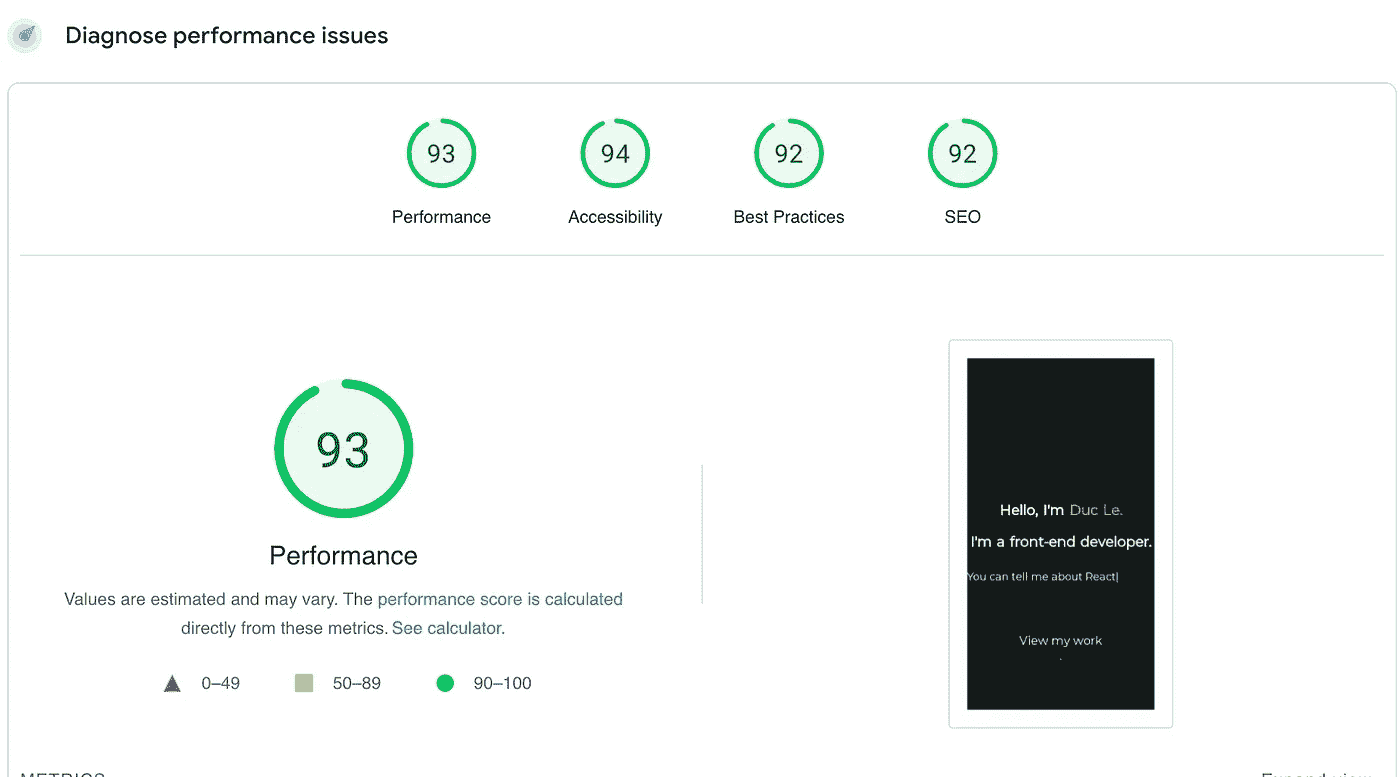 Diagnose performance issues
93
94
92
92
Performance
Accessibility
Best Practices
SEO
93
Performance
Values are estimated and may vary. The performance score is calculated
directly from these metrics. See calculator.
0–49
50–89
90–100
Hello, I'm Duc Le.
I'm a front-end developer.
You can tell me about React|
View my work
METRICS
Expand view